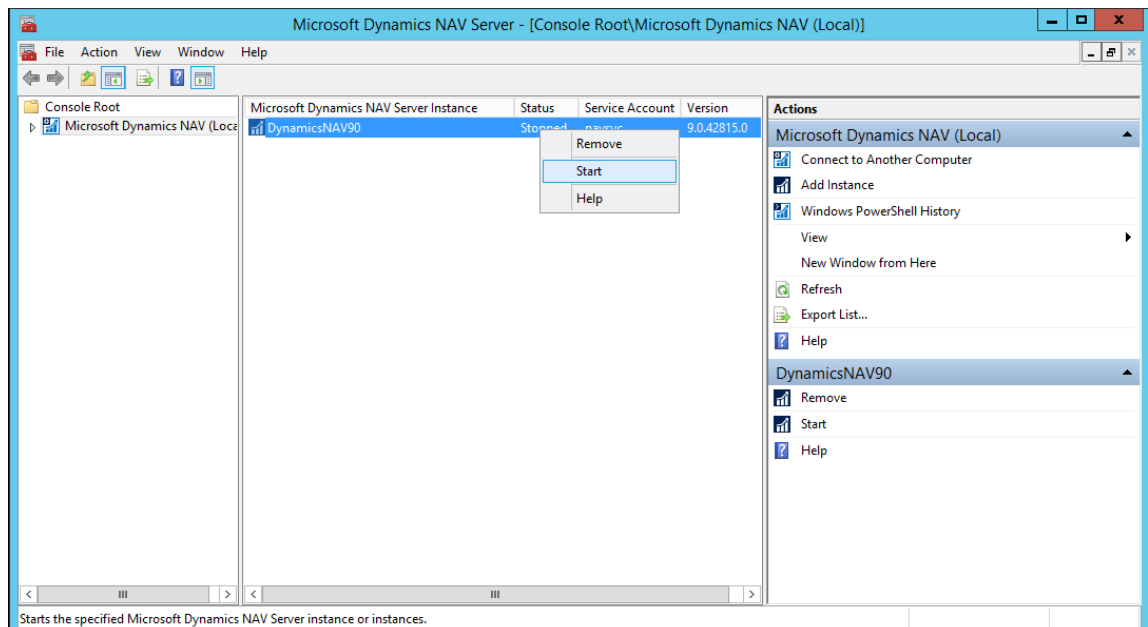 Microsoft Dynamics NAV Server - [Console Root\Microsoft Dynamics NAV (Local)]
File Action View Window Help
Console Root
Microsoft Dynamics NAV (Loca
Microsoft Dynamics NAV Server Instance Status Service Account Version
DynamicsNAV90 Stopped navsvc 9.0.42815.0
Remove
Start
Help
Actions
Microsoft Dynamics NAV (Local)
Connect to Another Computer
Add Instance
Windows PowerShell History
View
New Window from Here
Refresh
Export List...
Help
DynamicsNAV90
Remove
Start
Help
Starts the specified Microsoft Dynamics NAV Server instance or instances.